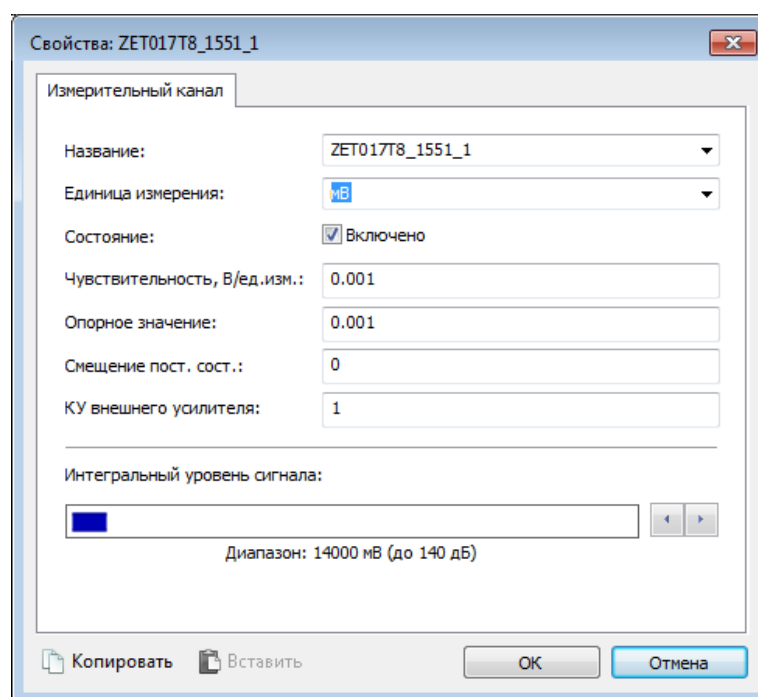 Свойства: ZET017T8_1551_1
Измерительный канал
Название: ZET017T8_1551_1
Единица измерения: мВ
Состояние: Включено
Чувствительность, В/ед.изм.: 0.001
Опорное значение: 0.001
Смещение пост. сост.: 0
КУ внешнего усилителя: 1
Интегральный уровень сигнала:
Диапазон: 14000 мВ (до 140 дБ)
Копировать Вставить ОК Отмена